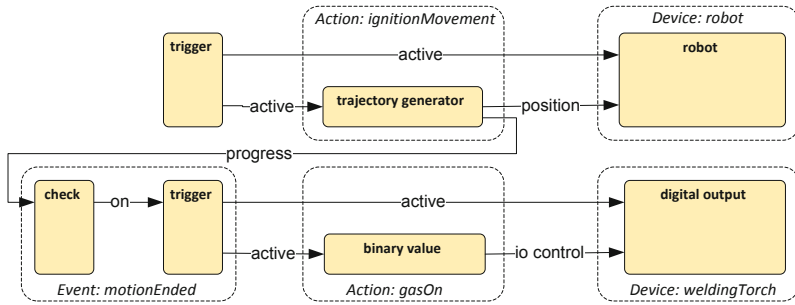 Action: ignitionMovement
Device: robot
trigger
active
robot
active
trajectory generator
position
progress
check
on
trigger
active
digital output
active
binary value
io control
Event: motionEnded
Action: gasOn
Device: weldingTorch